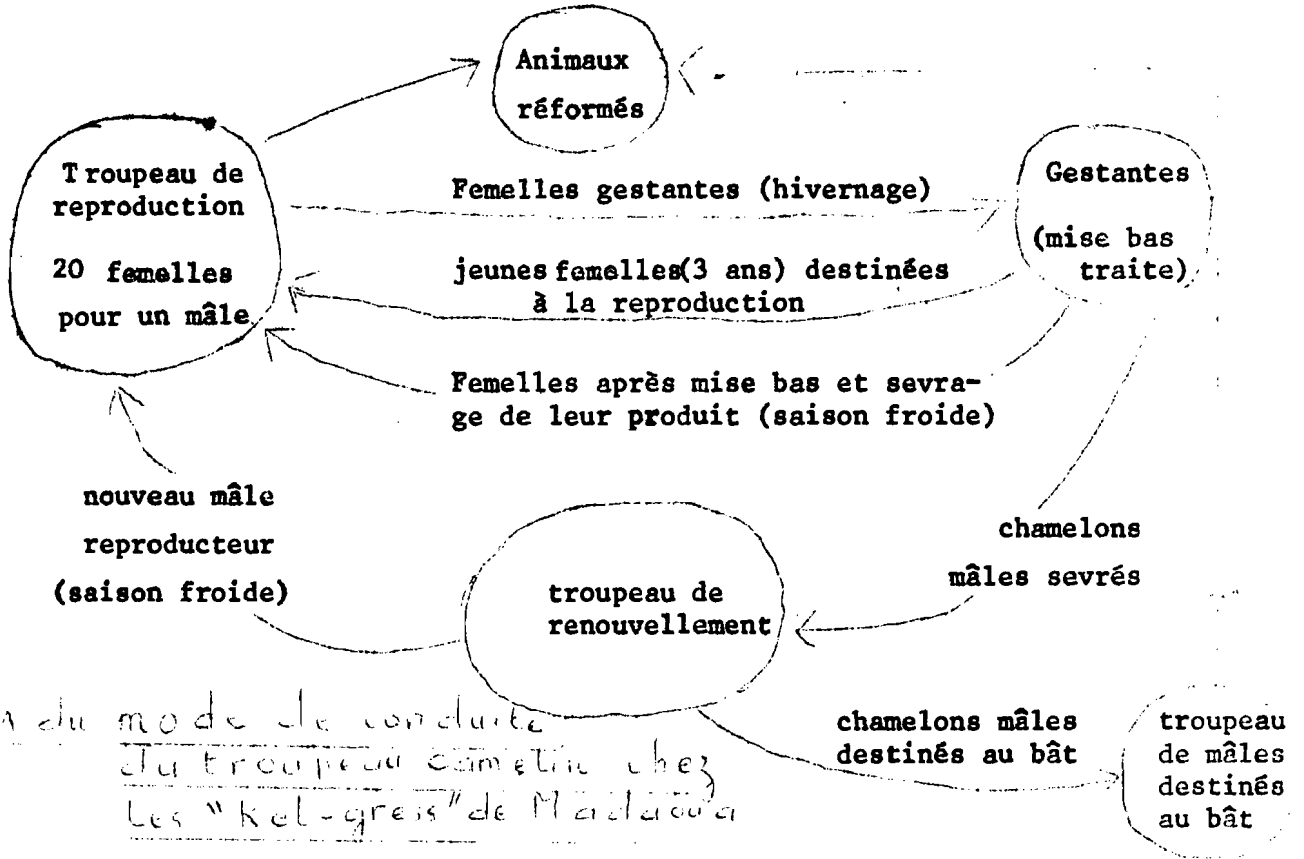 Animaux
réformés
Troupeau de
reproduction
20 femelles
pour un mâle
Femelles gestantes (hivernage)
Gestantes
(mise bas
traite)
jeunes femelles(3 ans) destinées
à la reproduction
Femelles après mise bas et sevra-
ge de leur produit (saison froide)
nouveau mâle
reproducteur
(saison froide)
chamelons
mâles sevrés
troupeau de
renouvellement
chamelons mâles
destinés au bât
troupeau
de mâles
destinés
au bât
du mode de conduite
du troupeau camelin chez
les "Kel-gress" de Madaoua